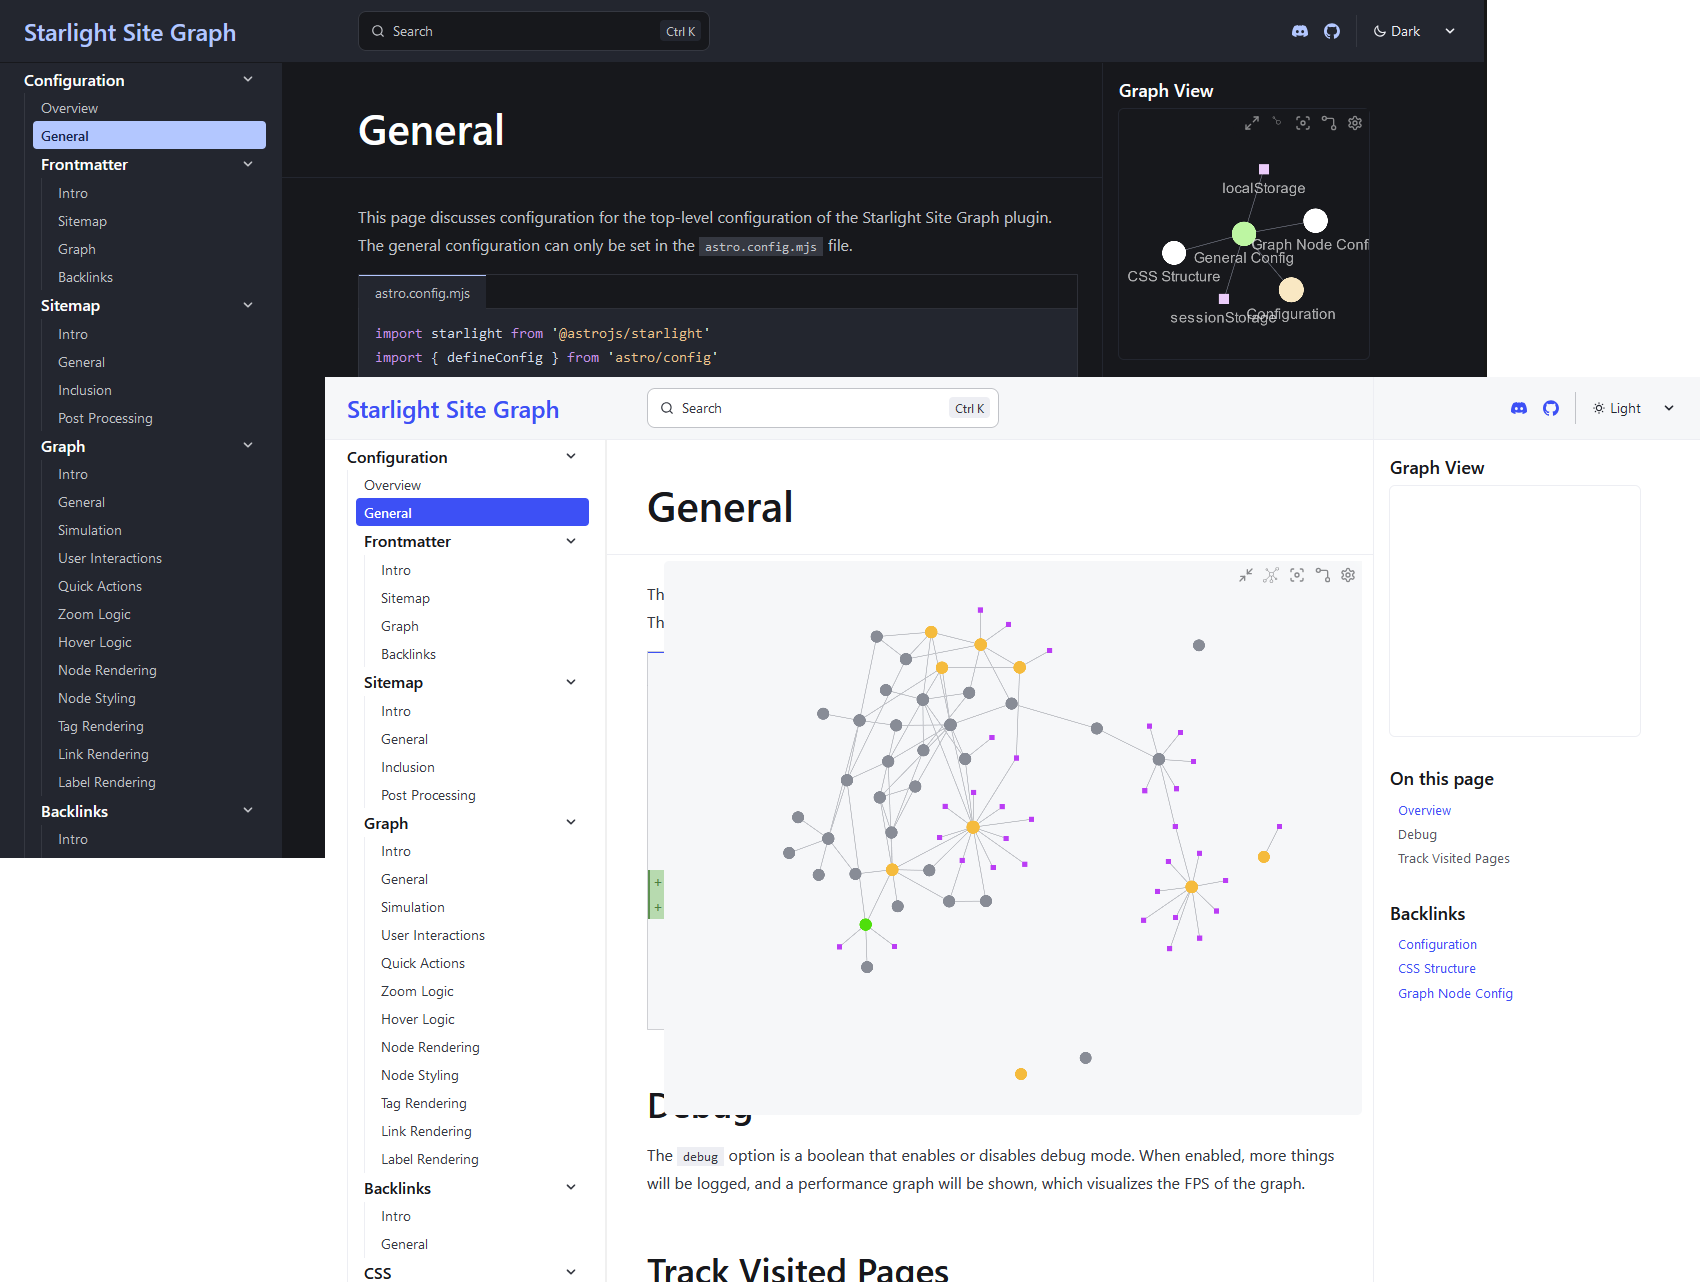 Starlight Site Graph
Search
Ctrl K
Dark
Configuration
Overview
General
Frontmatter
Intro
Sitemap
Graph
Backlinks
Sitemap
Intro
General
Inclusion
Post Processing
Graph
Intro
General
Simulation
User Interactions
Quick Actions
Zoom Logic
Hover Logic
Node Rendering
Node Styling
Tag Rendering
Link Rendering
Label Rendering
Backlinks
Intro
General
This page discusses configuration for the top-level configuration of the Starlight Site Graph plugin.
The general configuration can only be set in the astro.config.mjs file.
astro.config.mjs
import starlight from '@astrojs/starlight'
import { defineConfig } from 'astro/config'
Graph View
localStorage
Graph Node Confi
General Config
CSS Structure
Configuration
sessionStorage
Starlight Site Graph
Search
Ctrl K
Light
Configuration
Overview
General
Frontmatter
Intro
Sitemap
Graph
Backlinks
Sitemap
Intro
General
Inclusion
Post Processing
Graph
Intro
General
Simulation
User Interactions
Quick Actions
Zoom Logic
Hover Logic
Node Rendering
Node Styling
Tag Rendering
Link Rendering
Label Rendering
Backlinks
Intro
General
CSS
General
Th
Th
+
+
Debug
The debug option is a boolean that enables or disables debug mode. When enabled, more things
will be logged, and a performance graph will be shown, which visualizes the FPS of the graph.
Track Visited Pages
Graph View
On this page
Overview
Debug
Track Visited Pages
Backlinks
Configuration
CSS Structure
Graph Node Config